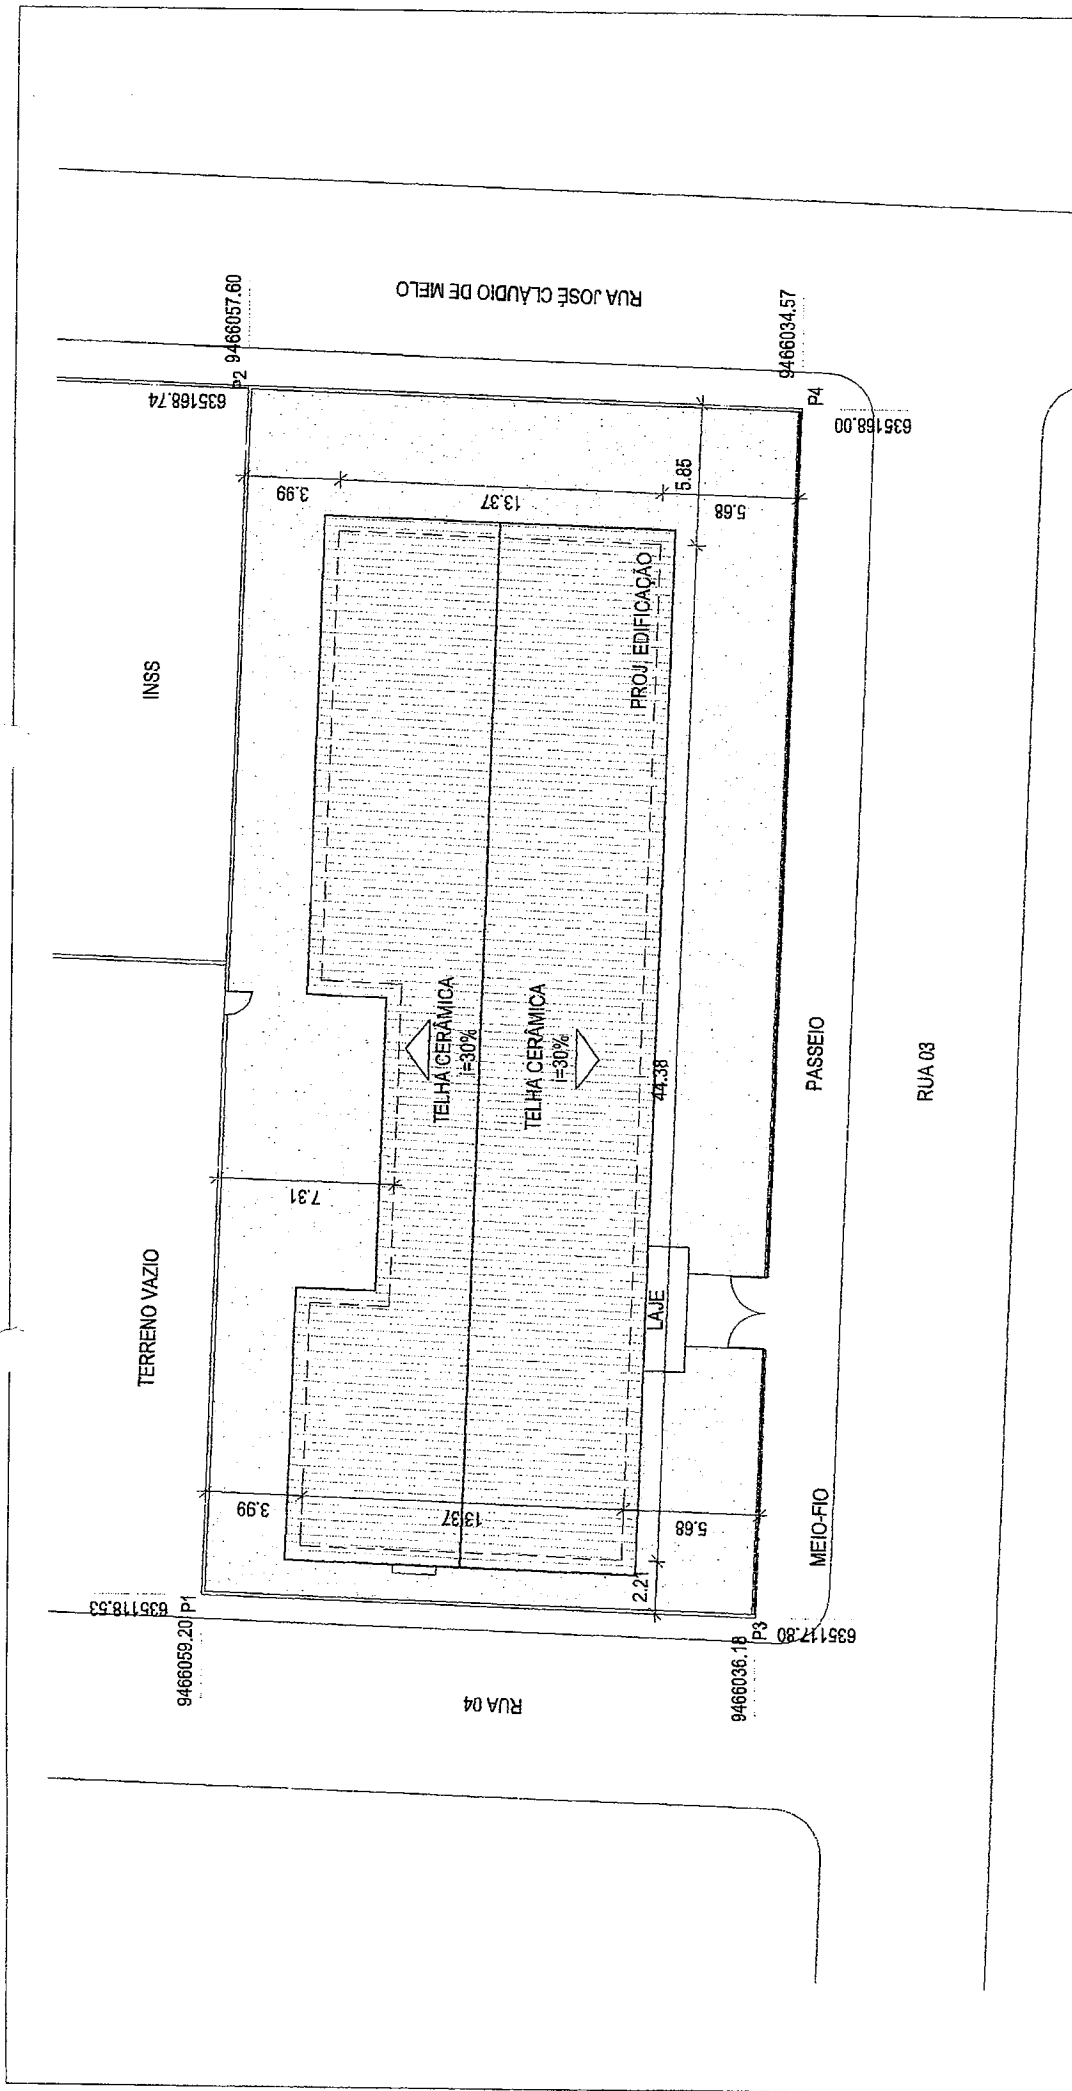 TERRENO VAZIO
INSS
635118.53
P1
9466059.20
635168.74
P2
9466057.60
RUA JOSÉ CLÁUDIO DE MELO
3.99
7.31
3.99
13.37
13.37
TELHA CERÂMICA
i=30%
TELHA CERÂMICA
i=30%
PROJ. EDIFICAÇÃO
RUA 04
2.21
44.38
5.85
LAJE
5.68
5.68
9466036.18
P3
635117.80
9466034.57
P4
635168.00
MEIO-FIO
PASSEIO
RUA 03